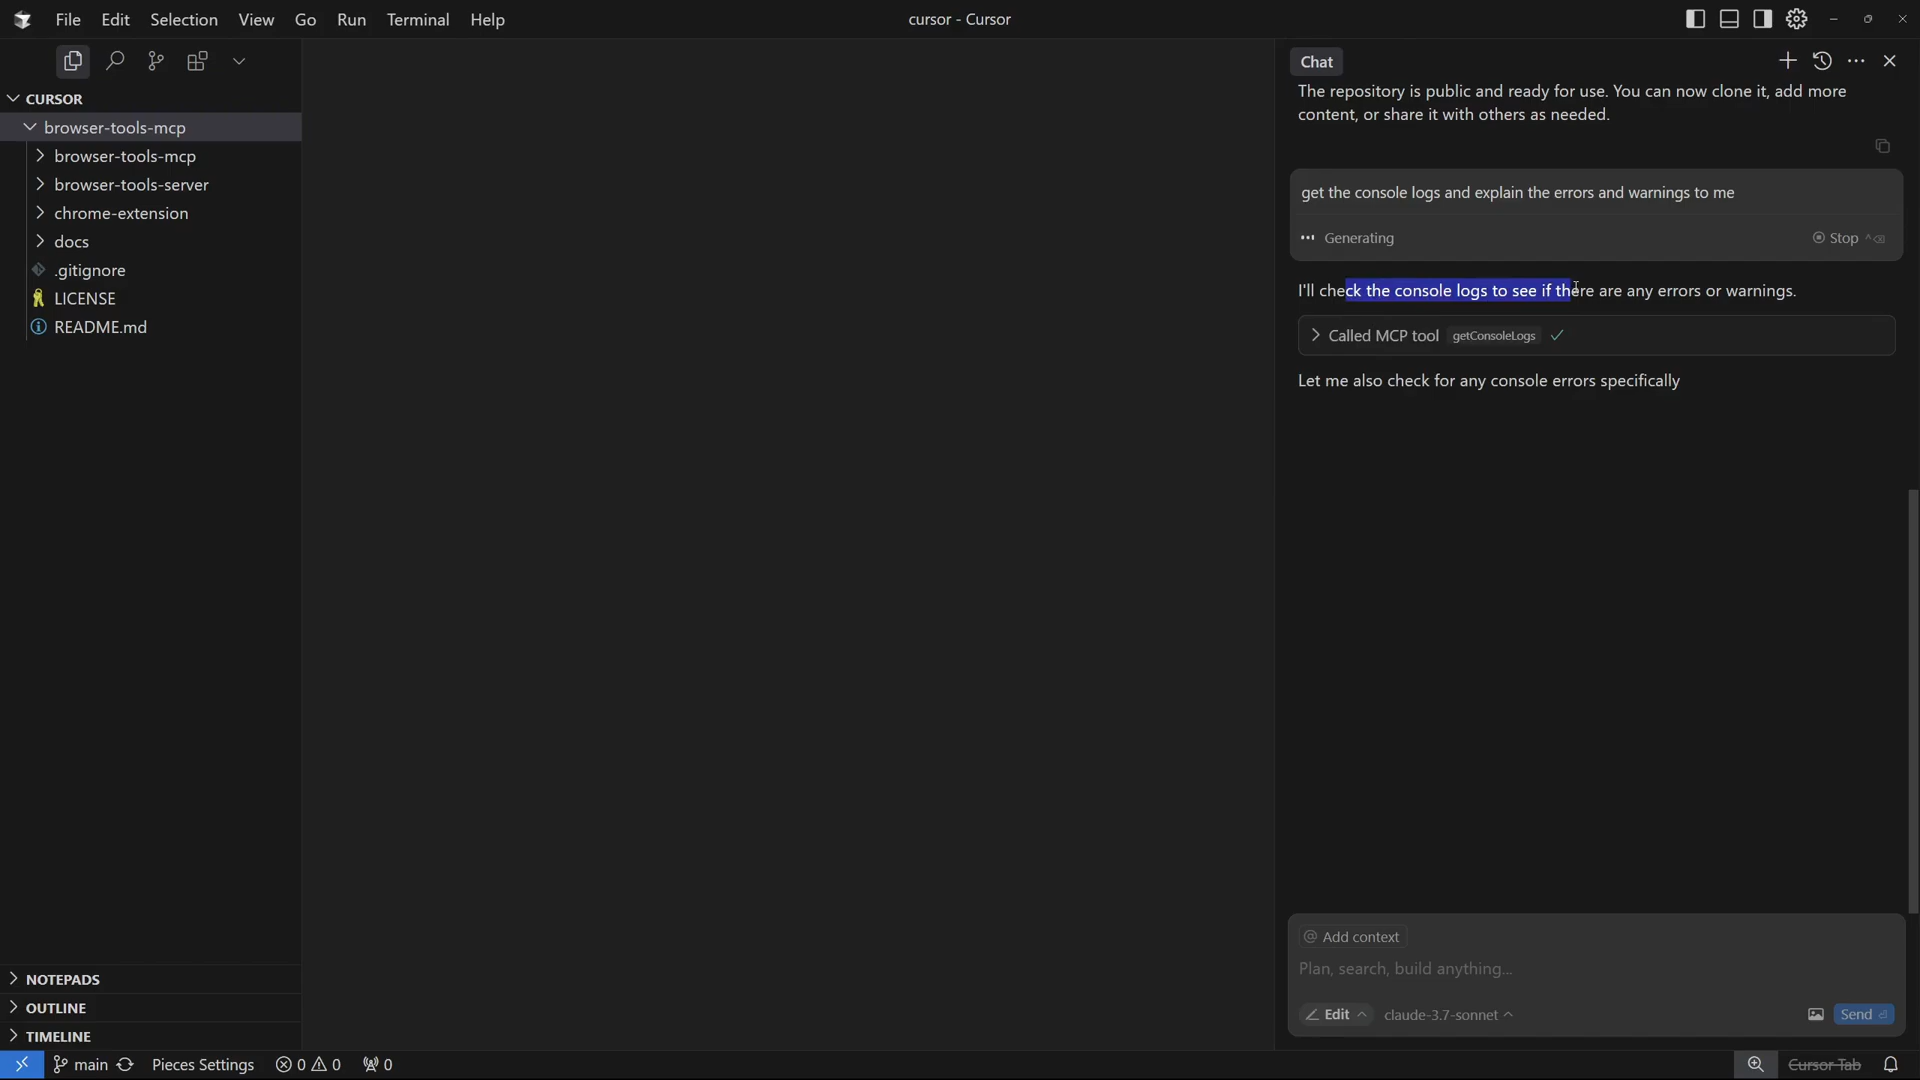 File Edit Selection View Go Run Terminal Help
cursor - Cursor
CURSOR
browser-tools-mcp
browser-tools-mcp
browser-tools-server
chrome-extension
docs
.gitignore
LICENSE
README.md
NOTEPADS
OUTLINE
TIMELINE
Chat
The repository is public and ready for use. You can now clone it, add more
content, or share it with others as needed.
get the console logs and explain the errors and warnings to me
Generating
Stop
I'll check the console logs to see if there are any errors or warnings.
Called MCP tool getConsoleLogs
Let me also check for any console errors specifically
@ Add context
Plan, search, build anything...
Edit claude-3.7-sonnet Send
main Pieces Settings 0 0 0 Cursor Tab